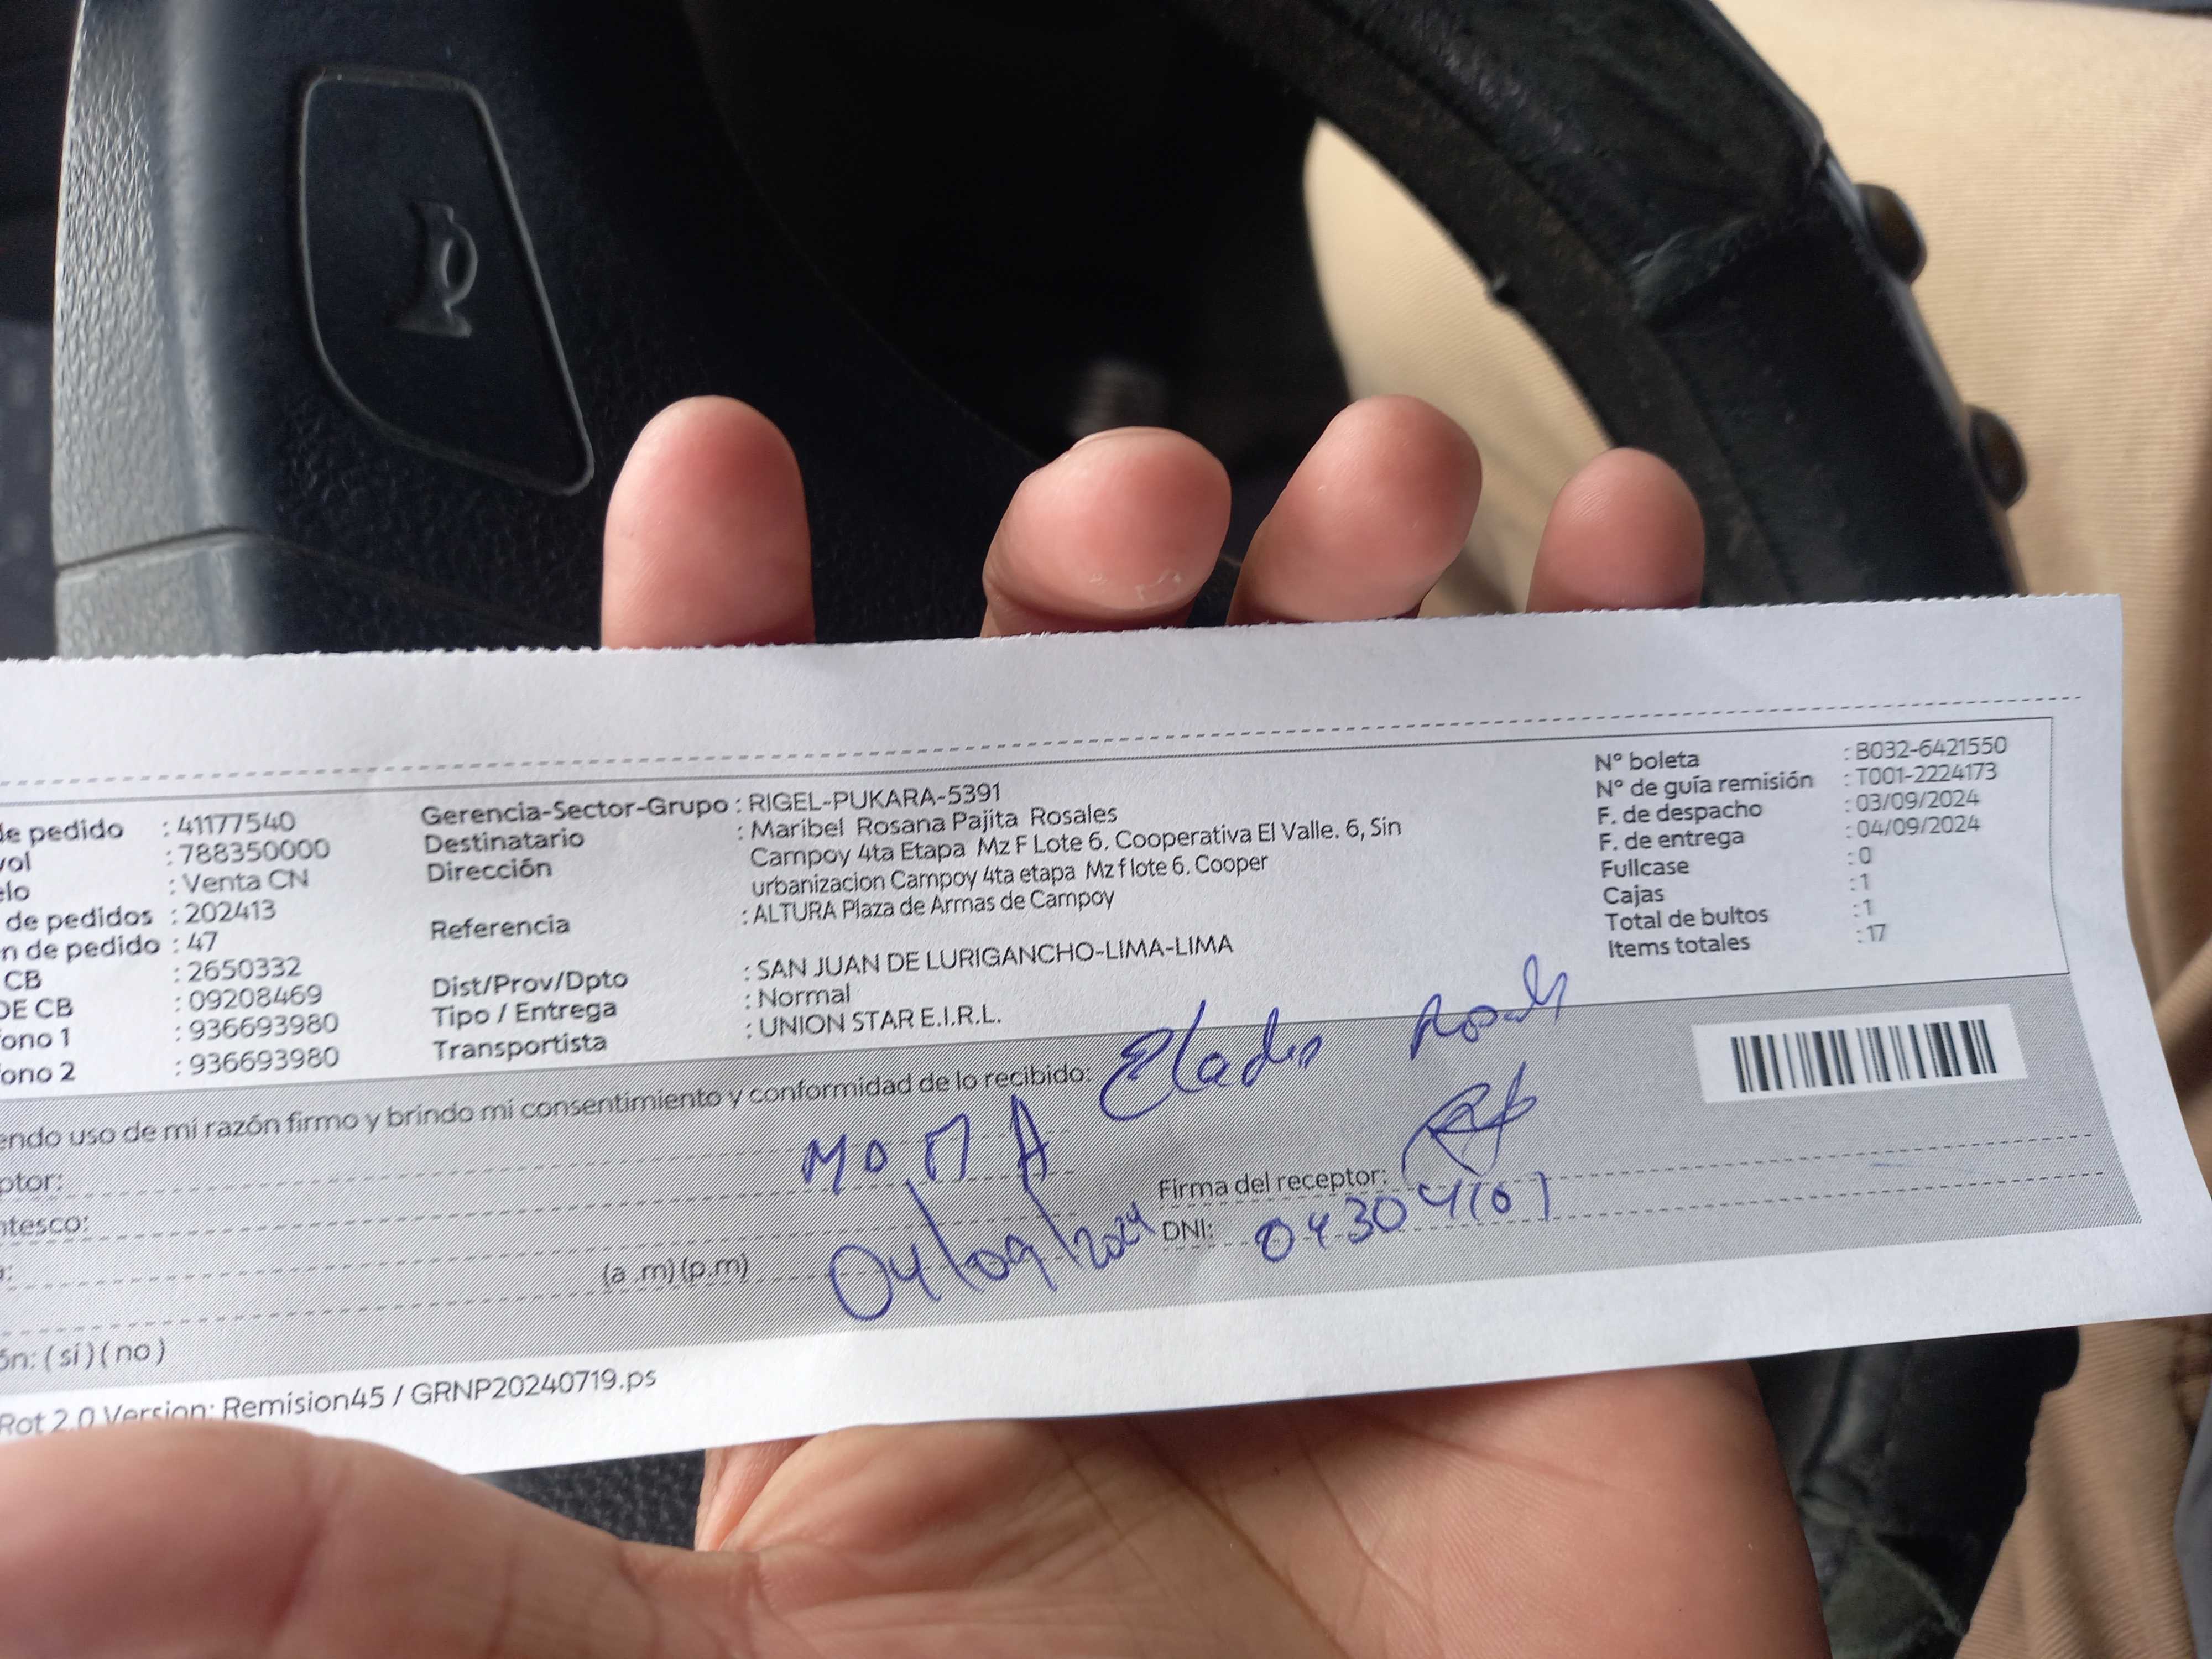 de pedido : 41177540
val : 788350000
elo : Venta CN
de pedidos : 202413
n de pedido : 47
CB : 2650332
DE CB : 09208469
ono 1 : 936693980
ono 2 : 936693980
Gerencia-Sector-Grupo : RIGEL-PUKARA-5391
Destinatario : Maribel Rosana Pajita Rosales
Dirección Campoy 4ta Etapa Mz F Lote 6. Cooperativa El Valle. 6, Sin
urbanizacion Campoy 4ta etapa Mz f lote 6. Cooper
Referencia : ALTURA Plaza de Armas de Campoy
Dist/Prov/Dpto : SAN JUAN DE LURIGANCHO-LIMA-LIMA
Tipo / Entrega : Normal
Transportista : UNION STAR E.I.R.L.
N° boleta : B032-6421550
N° de guía remisión : T001-2224173
F. de despacho : 03/09/2024
F. de entrega : 04/09/2024
Fullcase : 0
Cajas : 1
Total de bultos : 1
Items totales : 17
endo uso de mi razón firmo y brindo mi consentimiento y conformidad de lo recibido:
ptor:
ntesco: Firma del receptor:
a: (a .m) (p.m) 04/09/2024 DNI:
ón: ( sí ) ( no )
Rot 2.0 Version: Remision45 / GRNP20240719.ps